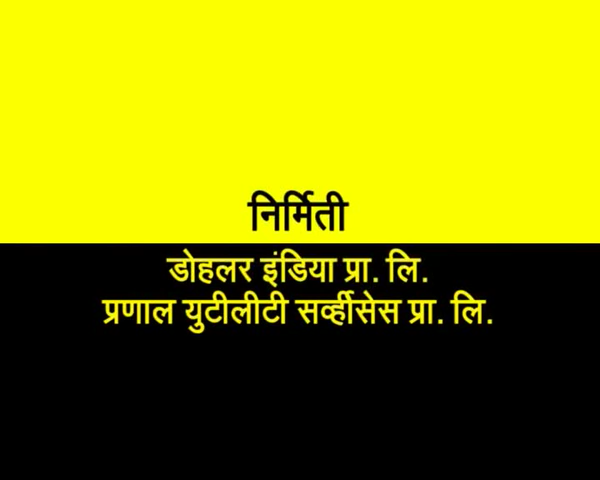 निर्मिती
डोहलर इंडिया प्रा. लि.
प्रणाल युटीलीटी सर्व्हीसेस प्रा. लि.